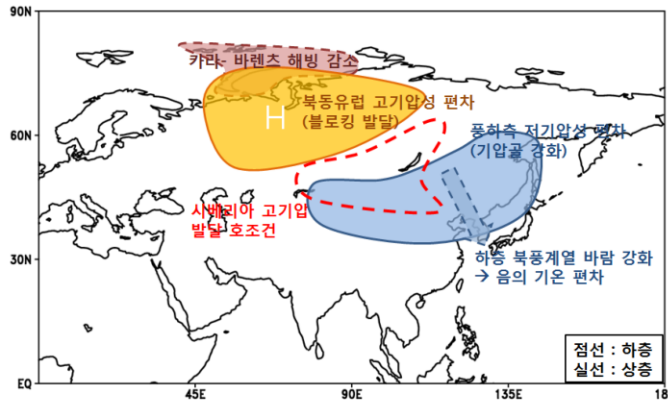 90N
카라- 바렌츠 해빙 감소
북동유럽 고기압성 편차
(블로킹 발달)
H
60N
풍하측 저기압성 편차
(기압골 강화)
시베리아 고기압
발달 호조건
30N
하층 북풍계열 바람 강화
→ 음의 기온 편차
점선 : 하층
실선 : 상층
EQ
45E
90E
135E
18